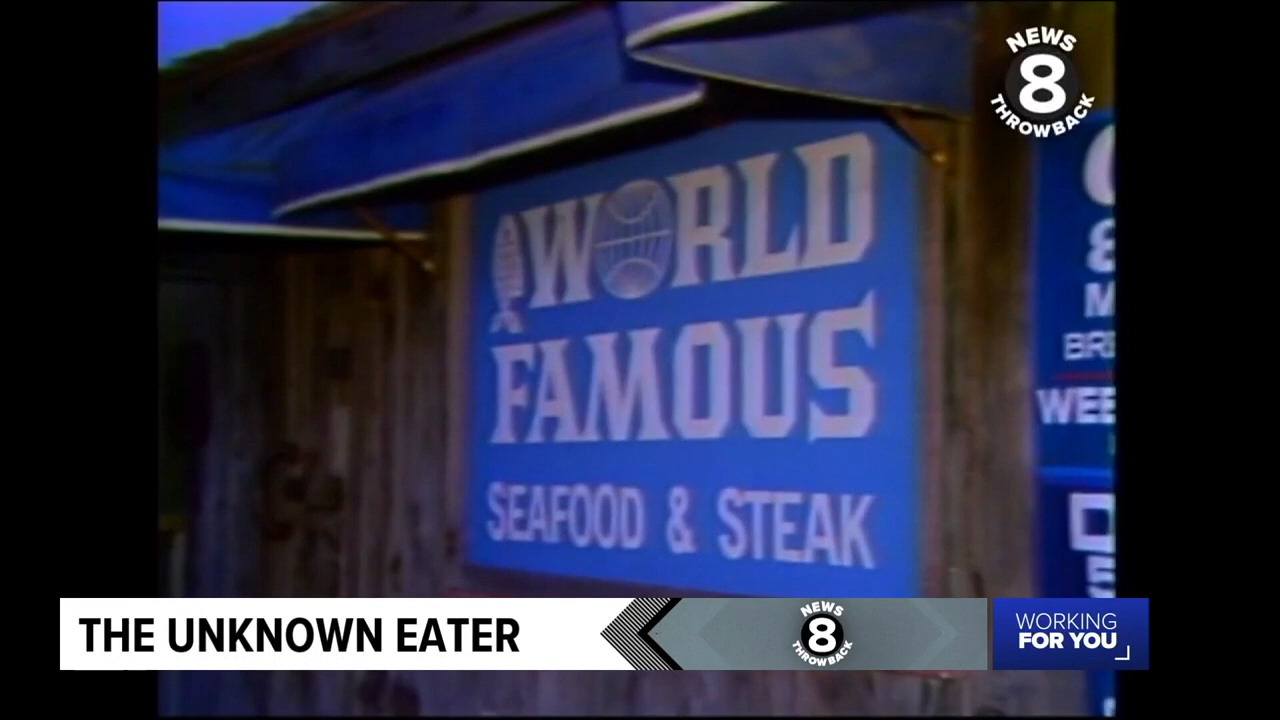 NEWS
8
THROWBACK
WORLD
FAMOUS
SEAFOOD & STEAK
&
THE UNKNOWN EATER
NEWS
8
THROWBACK
WORKING
FOR YOU